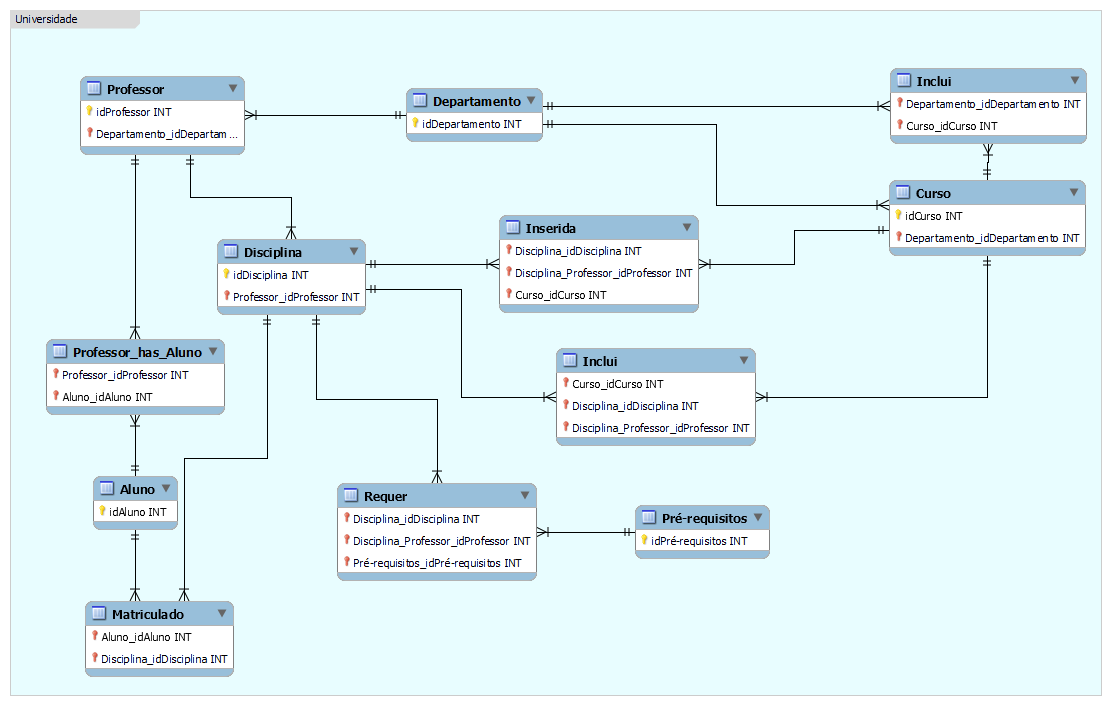 Universidade
Professor
idProfessor INT
Departamento_idDepartam ...
Departamento
idDepartamento INT
Inclui
Departamento_idDepartamento INT
Curso_idCurso INT
Curso
idCurso INT
Departamento_idDepartamento INT
Inserida
Disciplina_idDisciplina INT
Disciplina_Professor_idProfessor INT
Curso_idCurso INT
Disciplina
idDisciplina INT
Professor_idProfessor INT
Professor_has_Aluno
Professor_idProfessor INT
Aluno_idAluno INT
Inclui
Curso_idCurso INT
Disciplina_idDisciplina INT
Disciplina_Professor_idProfessor INT
Aluno
idAluno INT
Requer
Disciplina_idDisciplina INT
Disciplina_Professor_idProfessor INT
Pré-requisitos_idPré-requisitos INT
Pré-requisitos
idPré-requisitos INT
Matriculado
Aluno_idAluno INT
Disciplina_idDisciplina INT